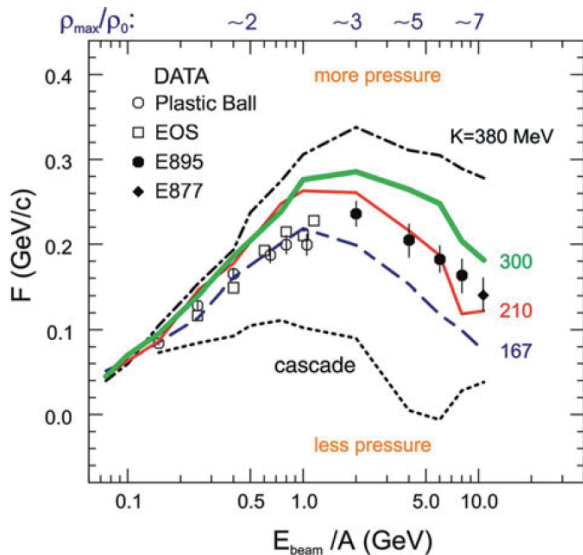 ρmax/ρ0: ~2 ~3 ~5 ~7
0.4
0.3
0.2
0.1
0.0
F (GeV/c)
DATA
Plastic Ball
EOS
E895
E877
more pressure
K=380 MeV
300
210
167
cascade
less pressure
0.1 0.5 1.0 5.0 10.0
Ebeam/A (GeV)